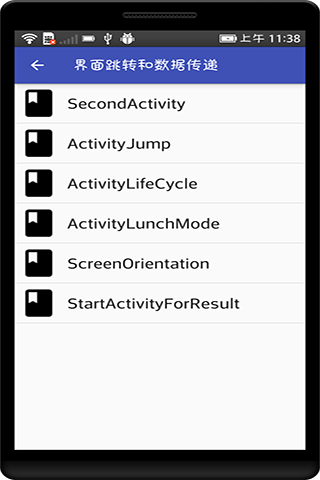 上午 11:38
界面跳转和数据传递
SecondActivity
ActivityJump
ActivityLifeCycle
ActivityLunchMode
ScreenOrientation
StartActivityForResult